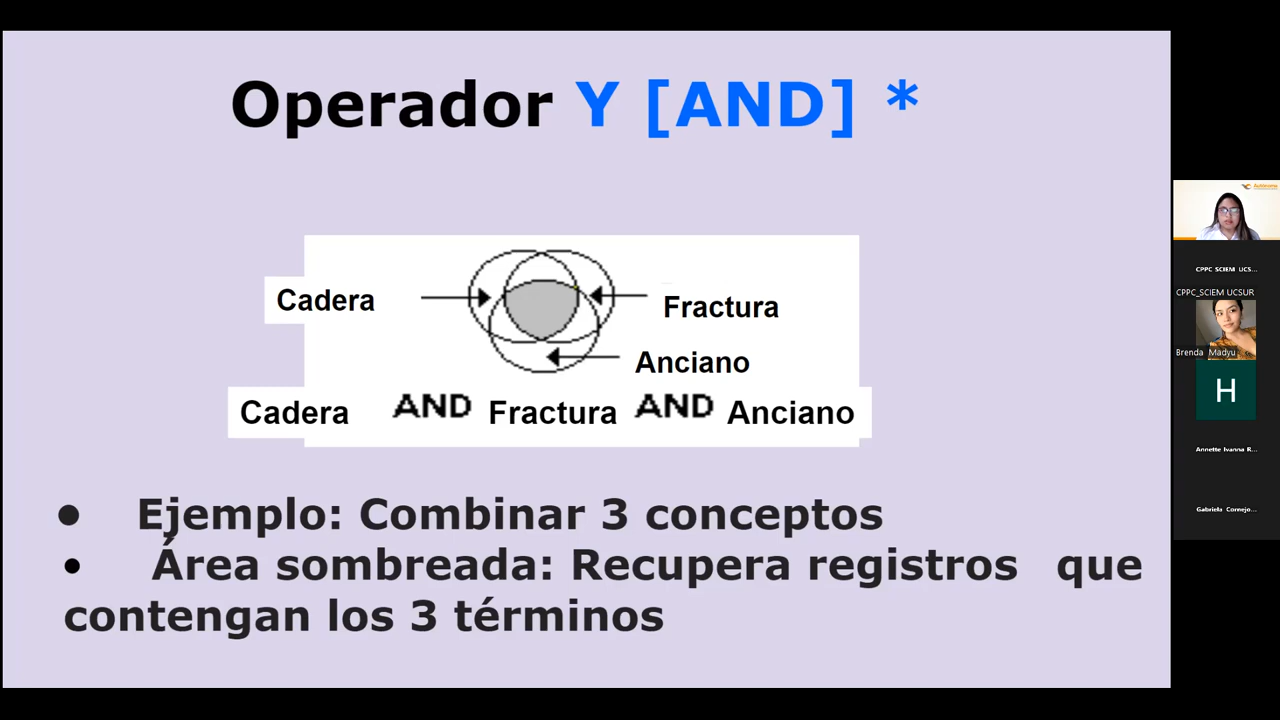 Operador Y [AND] *
Cadera
Fractura
Anciano
Cadera AND Fractura AND Anciano
• Ejemplo: Combinar 3 conceptos
• Área sombreada: Recupera registros que
contengan los 3 términos
Autónoma
CPPC SCIEM UCS...
CPPC_SCIEM UCSUR
Brenda Madyu
H
Annette Ivanna R...
Gabriela Cornejo...